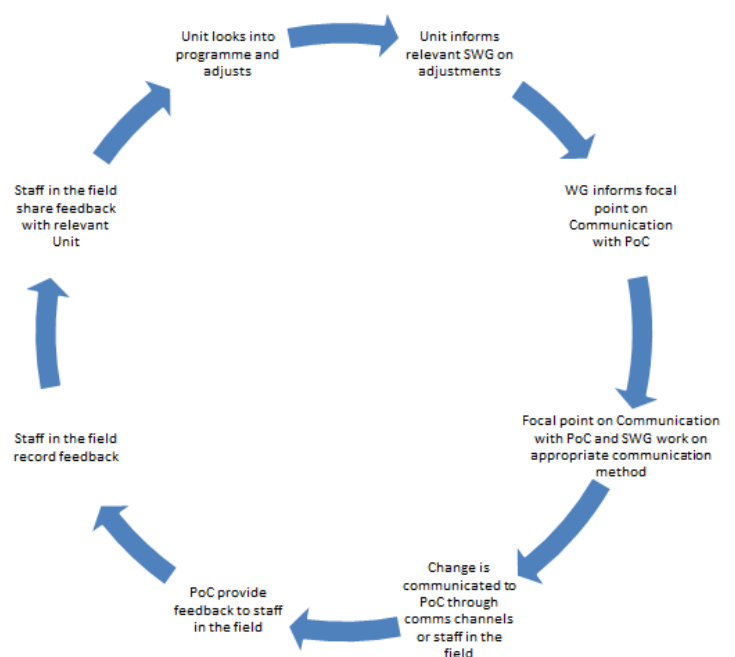 Unit looks into
programme and
adjusts
Unit informs
relevant SWG on
adjustments
WG informs focal
point on
Communication
with PoC
Focal point on Communication
with PoC and SWG work on
appropriate communication
method
Change is
communicated to
PoC through
comms channels
or staff in the
field
PoC provide
feedback to staff
in the field
Staff in the field
record feedback
Staff in the field
share feedback
with relevant
Unit